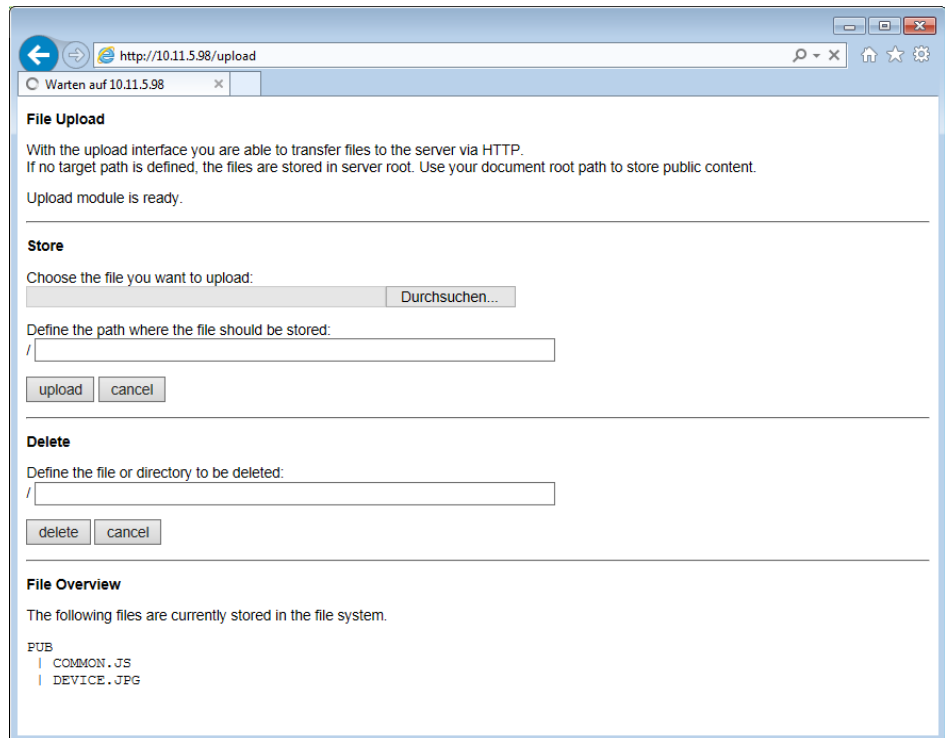 http://10.11.5.98/upload
Warten auf 10.11.5.98
File Upload
With the upload interface you are able to transfer files to the server via HTTP.
If no target path is defined, the files are stored in server root. Use your document root path to store public content.
Upload module is ready.
Store
Choose the file you want to upload:
Durchsuchen...
Define the path where the file should be stored:
/
upload cancel
Delete
Define the file or directory to be deleted:
/
delete cancel
File Overview
The following files are currently stored in the file system.
PUB
| COMMON.JS
| DEVICE.JPG